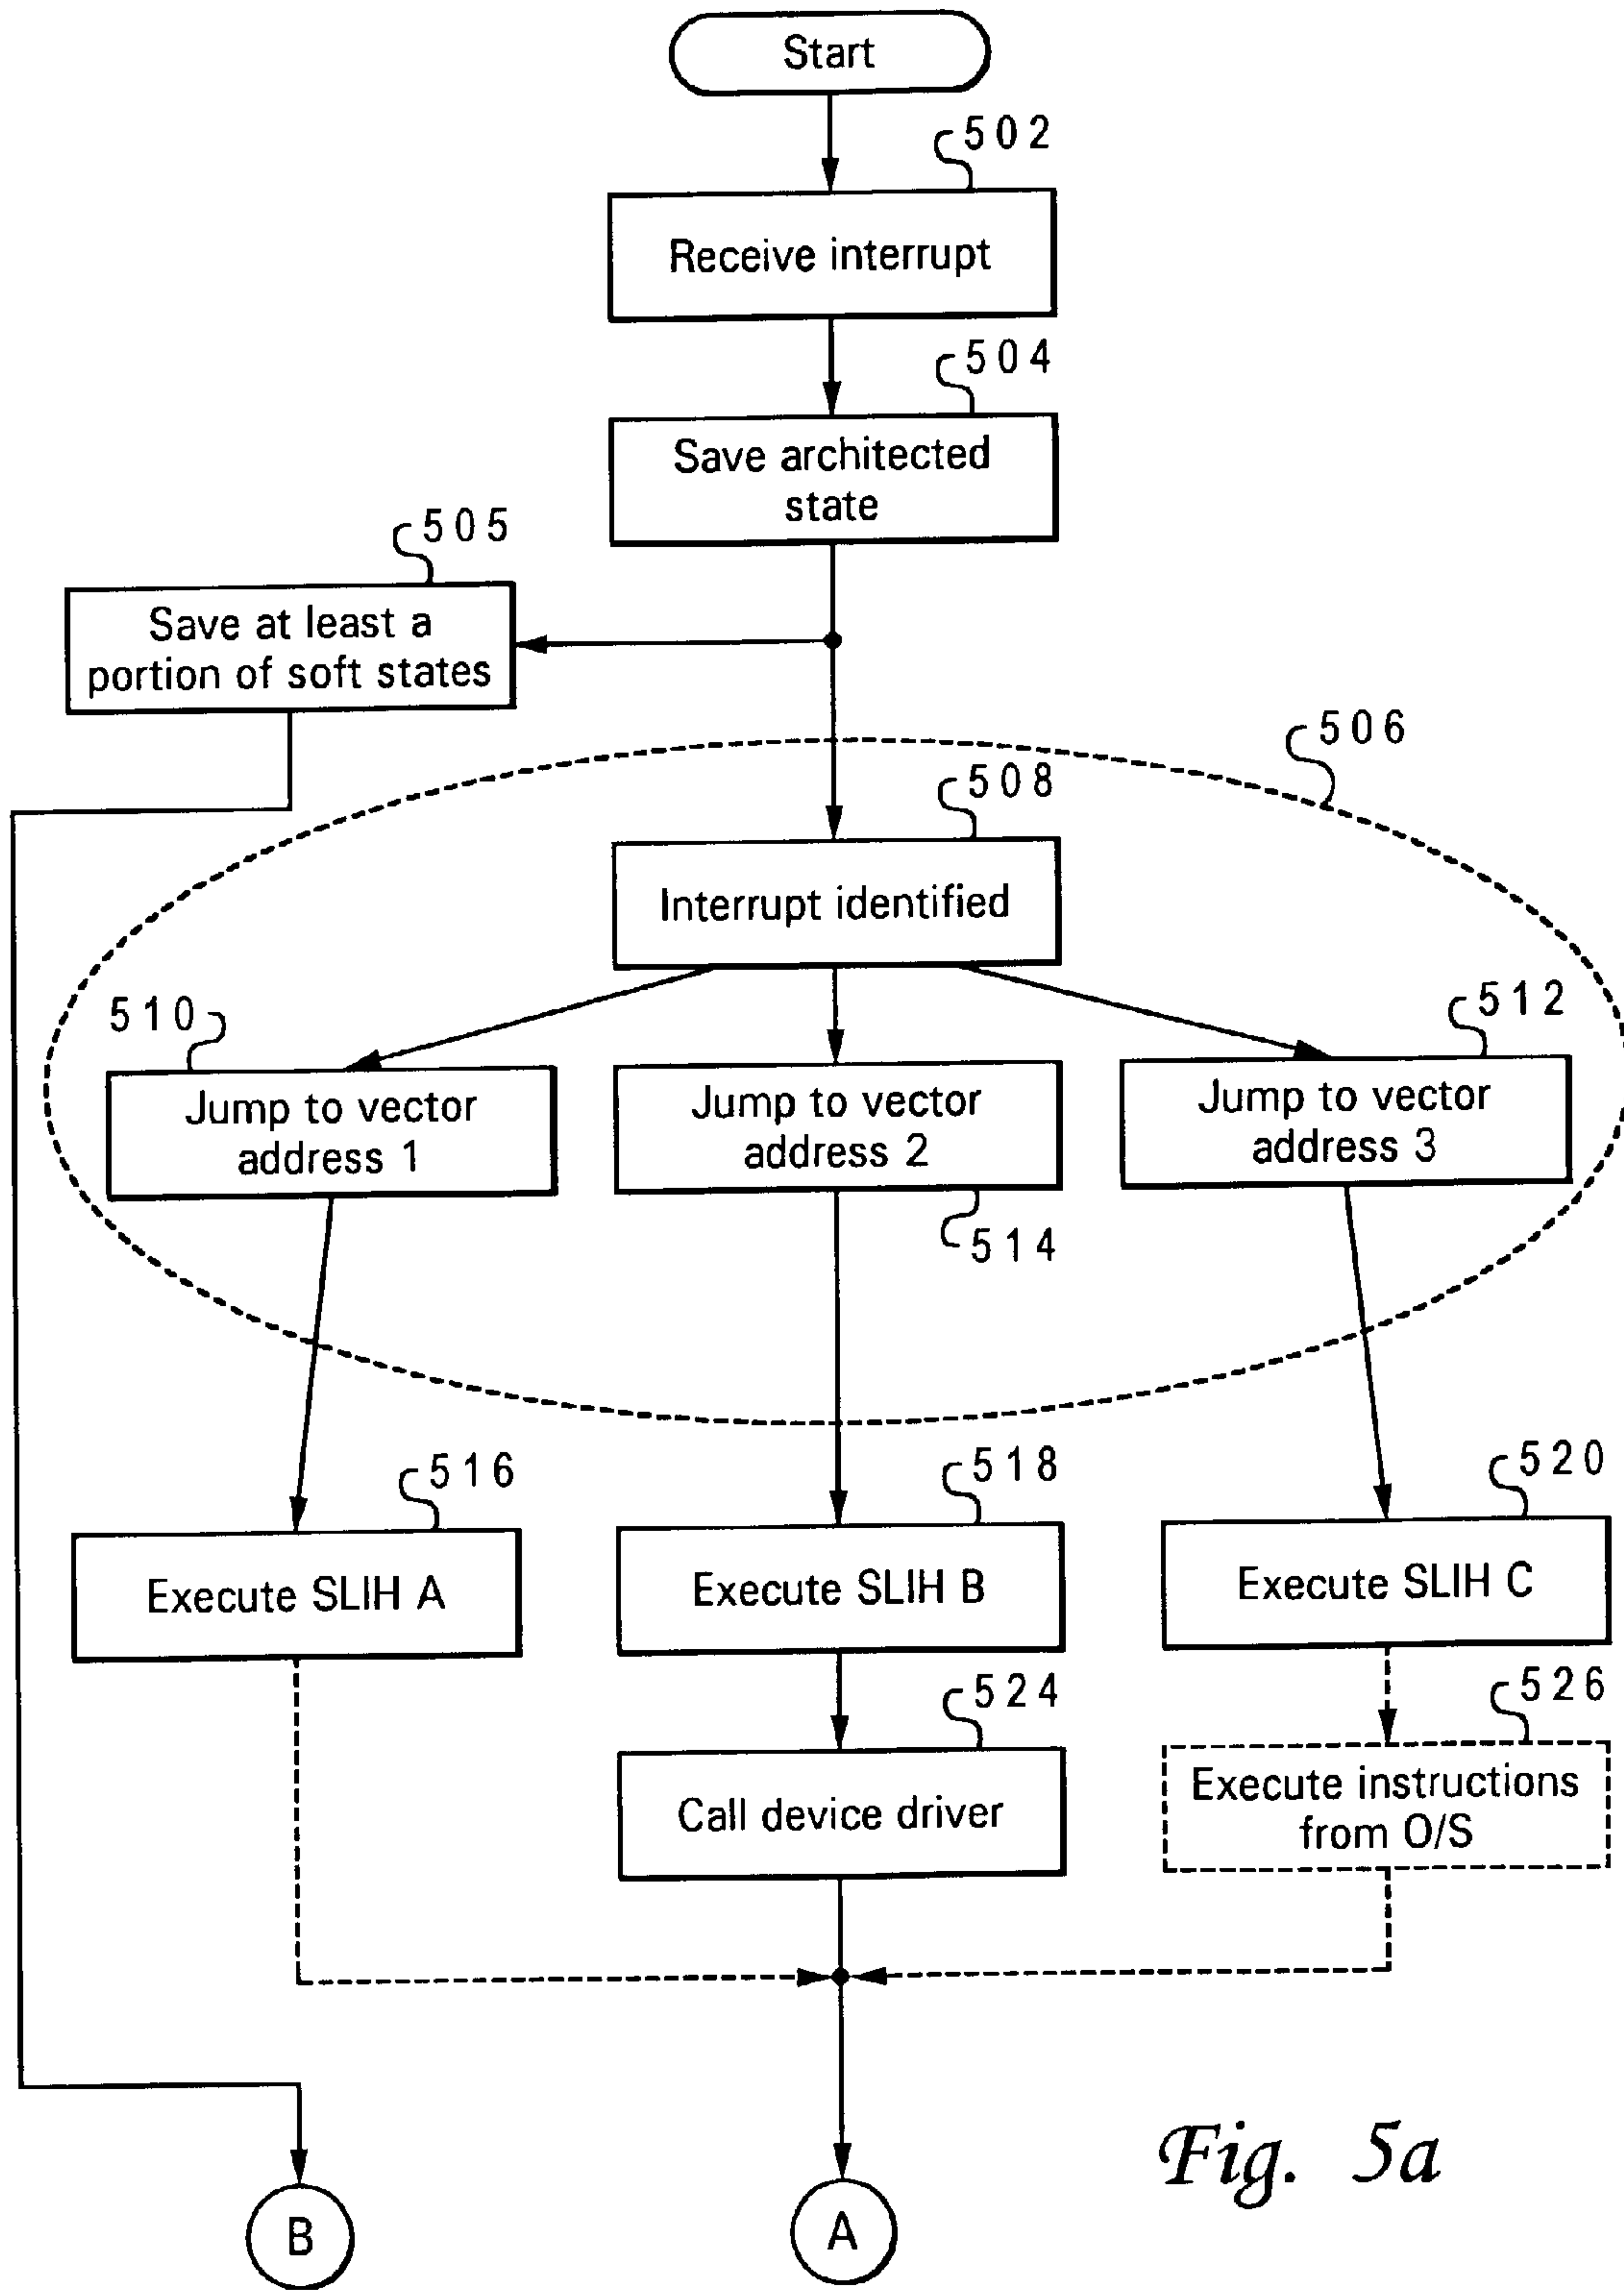 Start
502
Receive interrupt
504
Save architected
state
505
Save at least a
portion of soft states
506
508
Interrupt identified
510
512
Jump to vector
address 1
Jump to vector
address 2
Jump to vector
address 3
514
516
518
520
Execute SLIH A
Execute SLIH B
Execute SLIH C
524
526
Call device driver
Execute instructions
from O/S
Fig. 5a
B
A